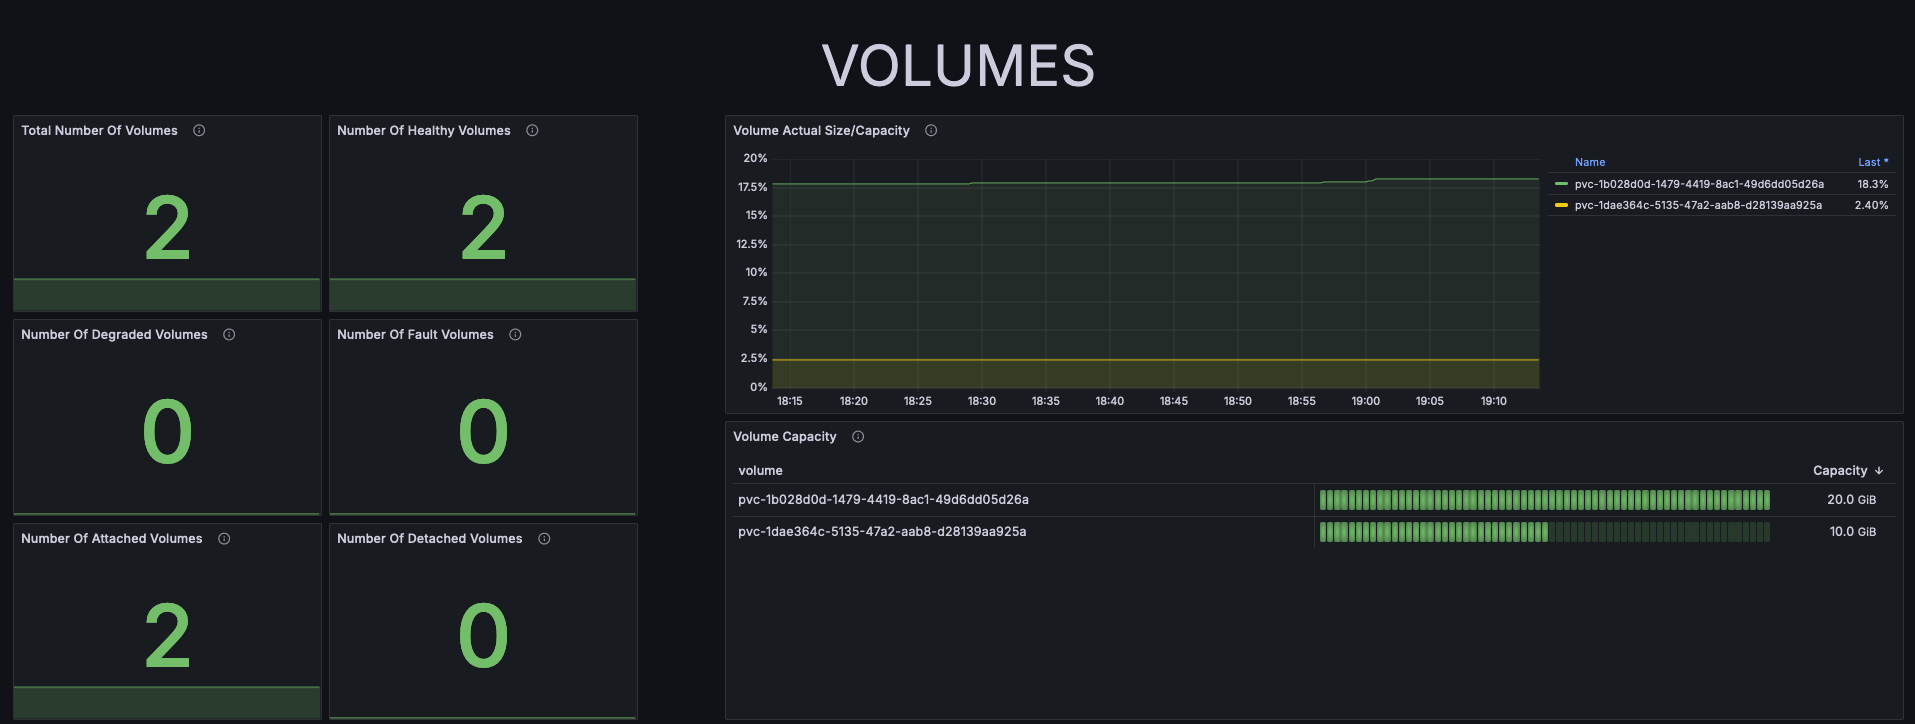 VOLUMES
Total Number Of Volumes
2
Number Of Healthy Volumes
2
Number Of Degraded Volumes
0
Number Of Fault Volumes
0
Number Of Attached Volumes
2
Number Of Detached Volumes
0
Volume Actual Size/Capacity
20%
17.5%
15%
12.5%
10%
7.5%
5%
2.5%
0%
18:15 18:20 18:25 18:30 18:35 18:40 18:45 18:50 18:55 19:00 19:05 19:10
Name Last *
pvc-1b028d0d-1479-4419-8ac1-49d6dd05d26a 18.3%
pvc-1dae364c-5135-47a2-aab8-d28139aa925a 2.40%
Volume Capacity
volume Capacity
pvc-1b028d0d-1479-4419-8ac1-49d6dd05d26a 20.0 GiB
pvc-1dae364c-5135-47a2-aab8-d28139aa925a 10.0 GiB